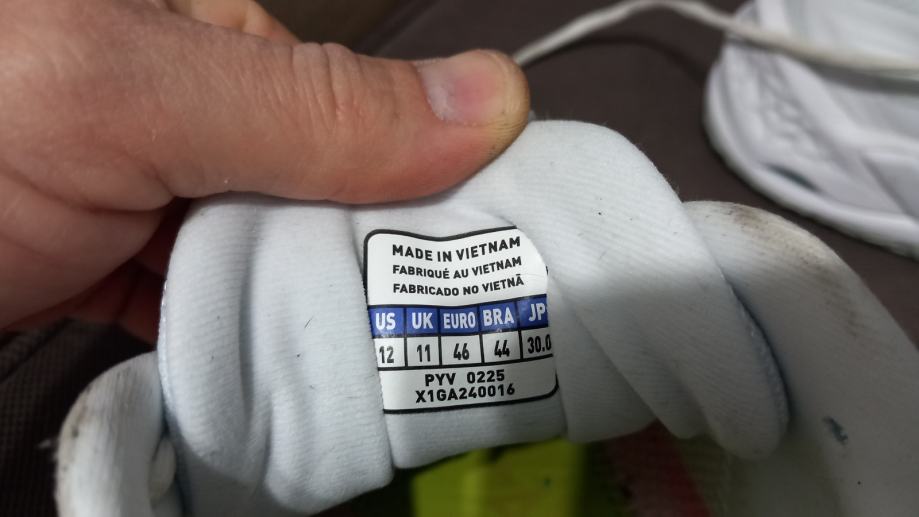 MADE IN VIETNAM
FABRIQUÉ AU VIETNAM
FABRICADO NO VIETNÃ
US UK EURO BRA JP
12 11 46 44 30.0
PYV 0225
X1GA240016